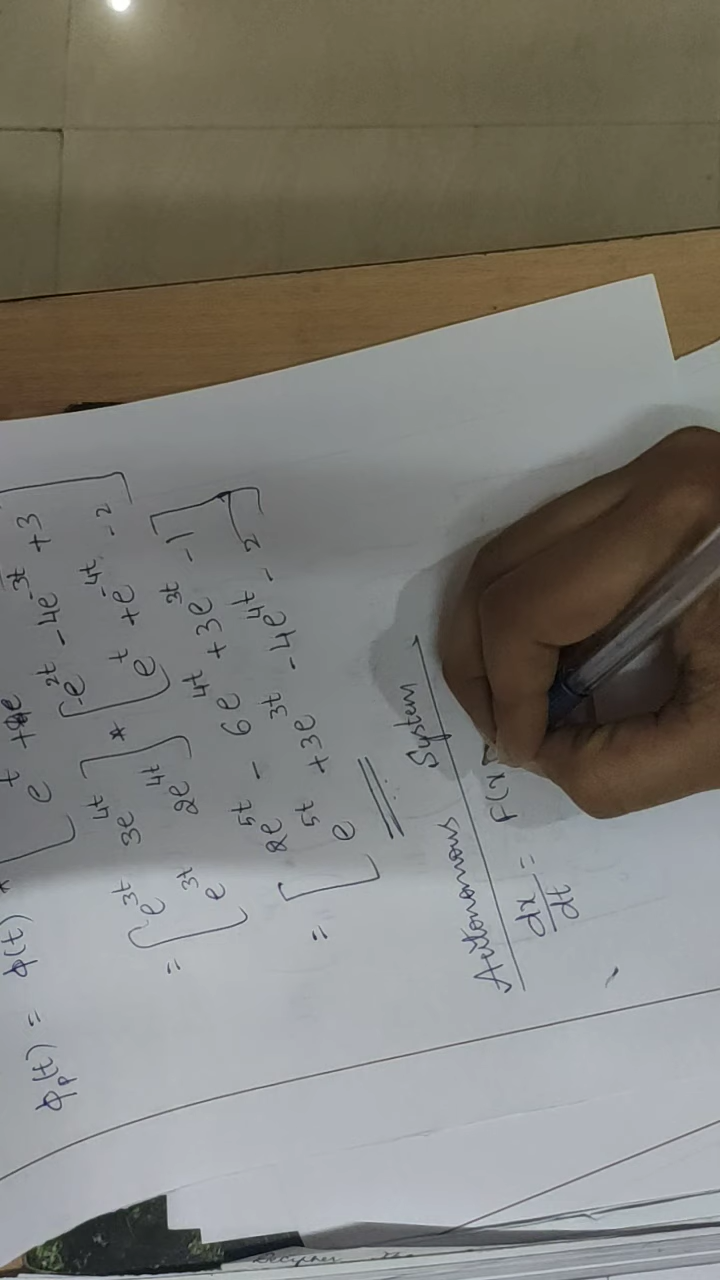 φₚ(t) = φ(t) *
e^t
= [e^{3t} 3e^{4t}] * [-e^{2t} - 4e^{-3t} + 3]
[e^{3t} 2e^{4t}] [e^t + e^{-4t} - 2]
= [2e^{5t} - 6e^{4t} + 3e^{3t} - 1]
[e^{5t} + 3e^{3t} - 4e^{4t} - 2]
Autonomous System
dx/dt = F(x